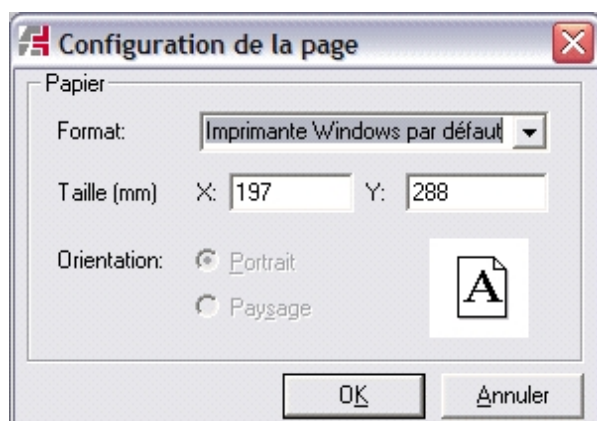 Configuration de la page
Papier
Format: Imprimante Windows par défaut
Taille (mm) X: 197 Y: 288
Orientation: Portrait
Paysage
A
OK Annuler